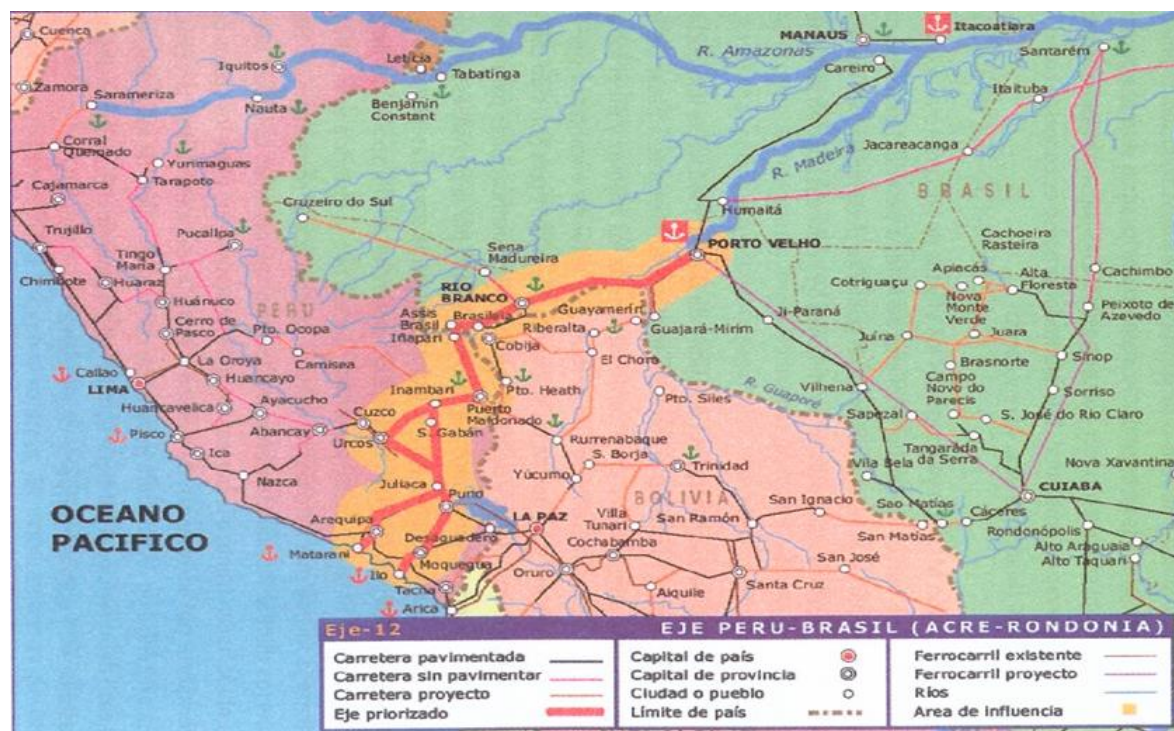 Cuenca
Zamora
Sarameriza
Iquitos
Nauta
Leticia
Tabatinga
Benjamin
Constant
MANAUS
Itacoatiara
R. Amazonas
Careiro
Santarém
Itaituba
Jacareacanga
R. Madeira
BRASIL
Corral
Quemado
Yurimaguas
Tarapoto
Cajamarca
Cruzeiro do Sul
Humaitá
Trujillo
Pucallpa
Tingo
María
Chimbote
Huaraz
Huánuco
PERU
Cerro de
Pasco
Pto. Ocopa
La Oroya
Camisea
Callao
LIMA
Huancayo
Huancavelica
Ayacucho
Pisco
Ica
Abancay
Nazca
Sena
Madureira
RIO
BRANCO
PORTO VELHO
Assis
Brasil
Brasileia
Iñapari
Cobija
Guayamerín
Riberalta
Guajará-Mirim
El Choro
Inambari
Pto. Heath
Puerto
Maldonado
Cuzco
Urcos
S. Gabán
Juliaca
Puno
Arequipa
Matarani
Desaguadero
Moquegua
Ilo
Tacna
Arica
OCEANO
PACIFICO
Cachoeira
Rasteira
Cotriguaçu
Apiacás
Alta
Floresta
Nova
Monte
Verde
Cachimbo
Peixoto de
Azevedo
Ji-Paraná
Juína
Juara
Brasnorte
Sinop
Campo
Novo do
Parecis
Sorriso
R. Guaporé
Vilhena
Sapezal
S. José do Rio Claro
Tangarada
da Serra
Pto. Siles
Rurrenabaque
S. Borja
Yúcumo
Trinidad
BOLIVIA
Vila Bela
Nova Xavantina
CUIABA
LA PAZ
Villa
Tunari
San Ramón
San Ignacio
Sao Matías
San Matías
Cáceres
Rondonópolis
Alto Araguaia
Alto Taquari
Cochabamba
Oruro
San José
Santa Cruz
Aiquile
Eje-12 EJE PERU-BRASIL (ACRE-RONDONIA)
Carretera pavimentada
Carretera sin pavimentar
Carretera proyecto
Eje priorizado
Capital de país
Capital de provincia
Ciudad o pueblo
Límite de país
Ferrocarril existente
Ferrocarril proyecto
Ríos
Area de influencia